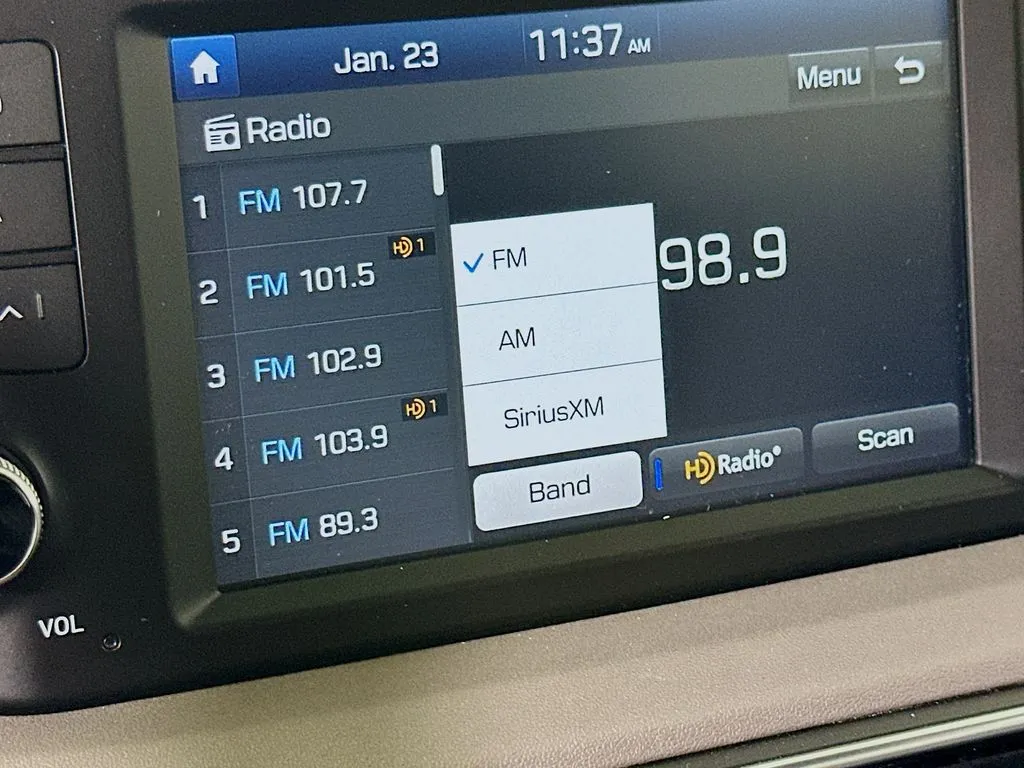 Jan. 23
11:37 AM
Menu
Radio
1 FM 107.7
HD 1
2 FM 101.5
3 FM 102.9
HD 1
4 FM 103.9
5 FM 89.3
✓ FM
AM
SiriusXM
98.9
Band
HD Radio®
Scan
VOL